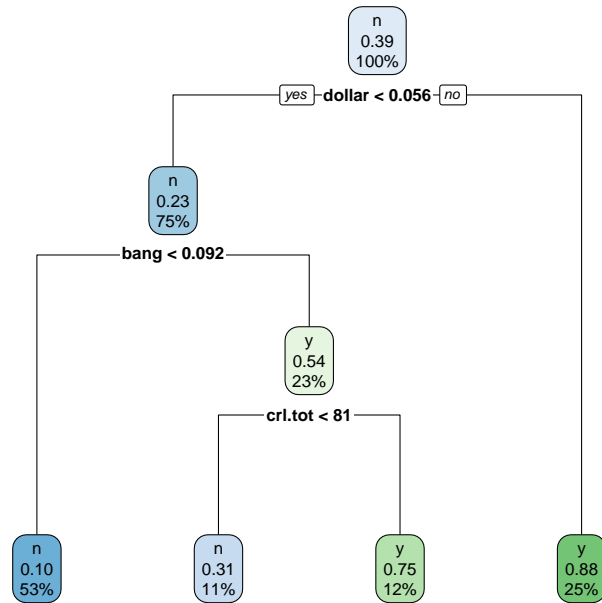 n
0.39
100%
yes dollar < 0.056 no
n
0.23
75%
bang < 0.092
y
0.54
23%
crl.tot < 81
n
0.10
53%
n
0.31
11%
y
0.75
12%
y
0.88
25%